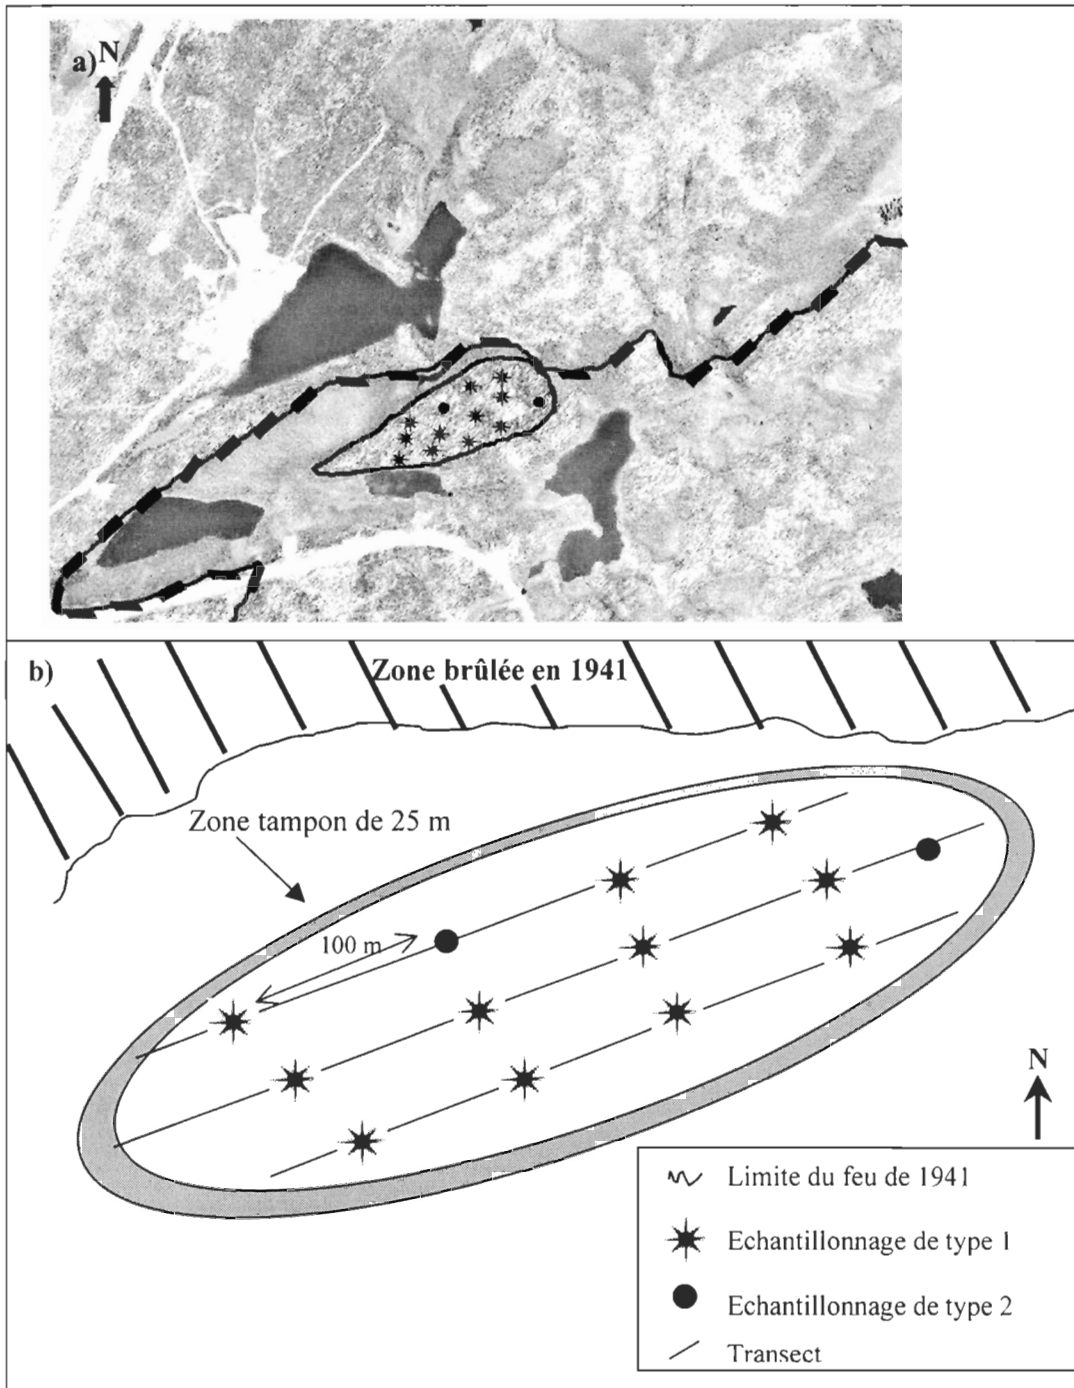 a) N
b)
Zone brûlée en 1941
Zone tampon de 25 m
100 m
N
Limite du feu de 1941
Echantillonnage de type 1
Echantillonnage de type 2
Transect